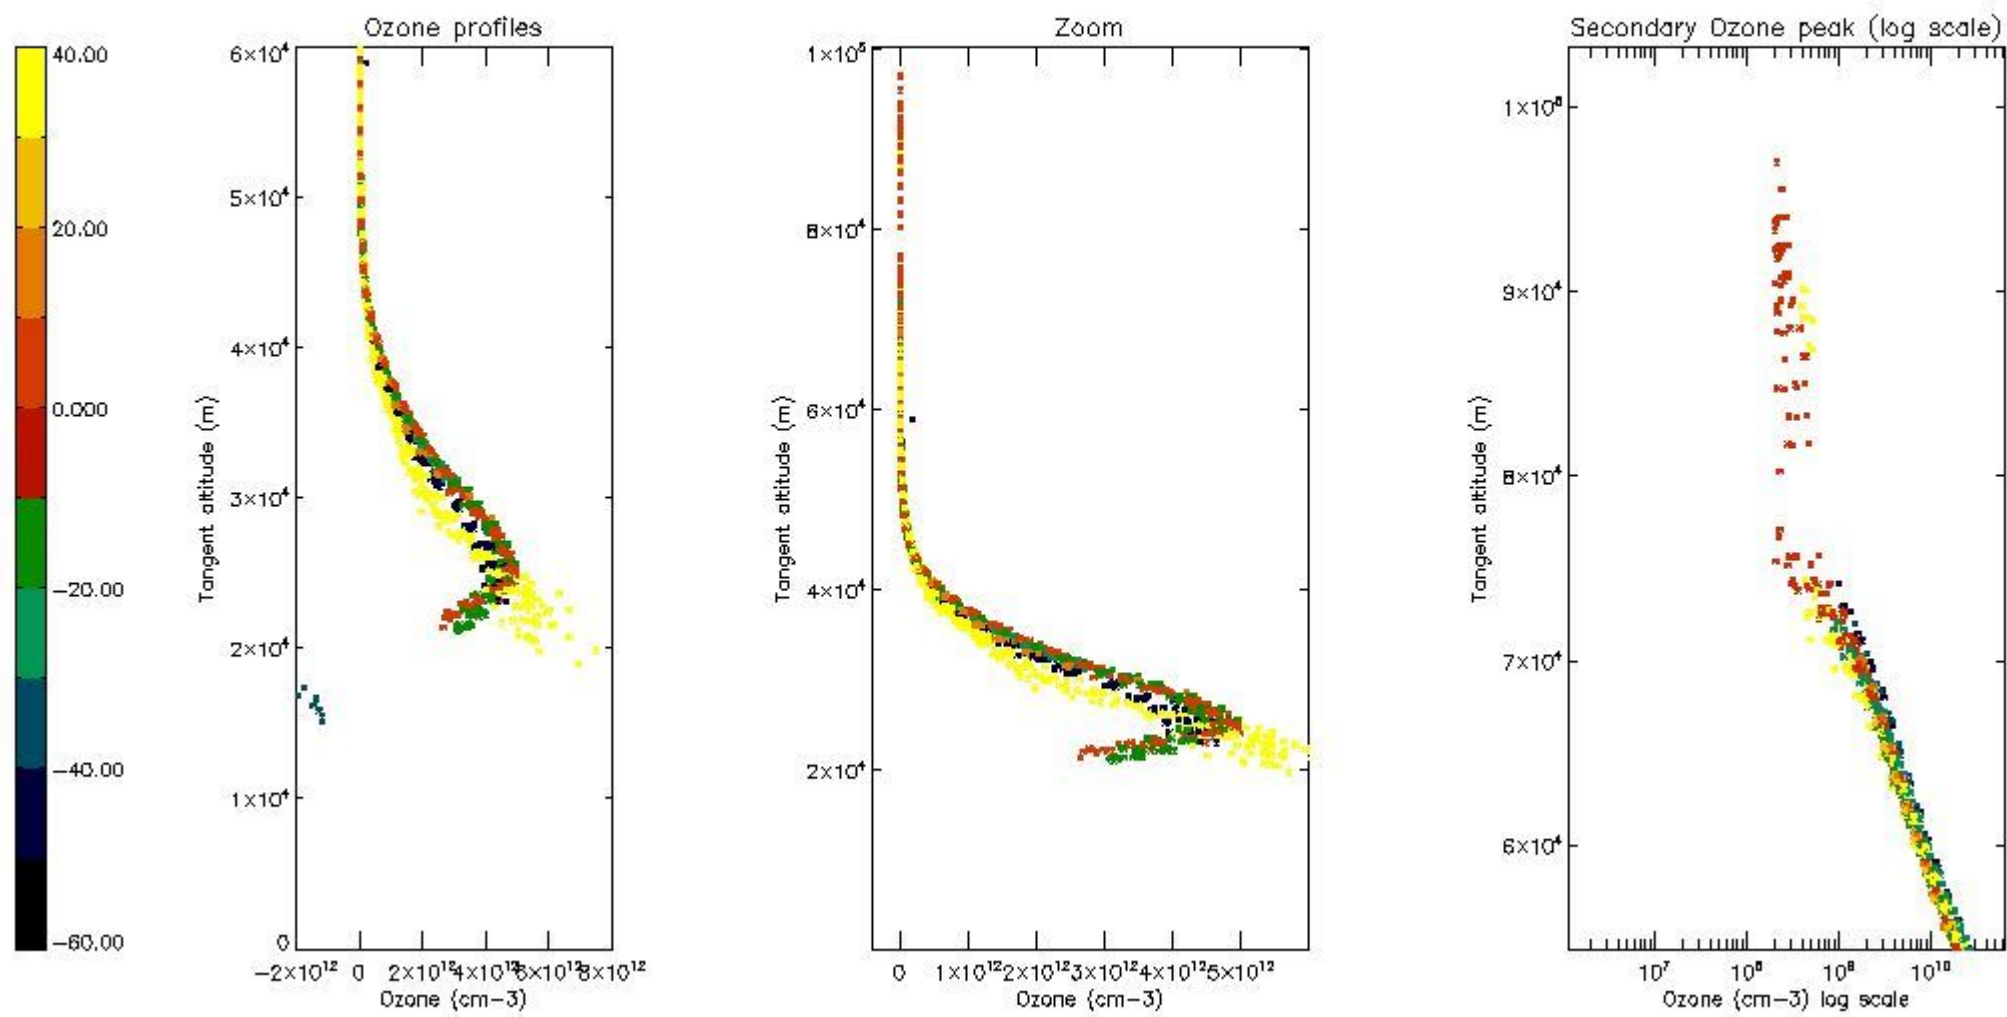 Ozone profiles
Zoom
Secondary Ozone peak (log scale)
40.00
20.00
0.000
−20.00
−40.00
−60.00
6×10⁴
5×10⁴
4×10⁴
3×10⁴
2×10⁴
1×10⁴
0
Tangent altitude (m)
−2×10¹² 0 2×10¹² 4×10¹² 6×10¹² 8×10¹²
Ozone (cm−3)
1×10⁵
8×10⁴
6×10⁴
4×10⁴
2×10⁴
Tangent altitude (m)
0 1×10¹² 2×10¹² 3×10¹² 4×10¹² 5×10¹²
Ozone (cm−3)
1×10⁵
9×10⁴
8×10⁴
7×10⁴
6×10⁴
Tangent altitude (m)
10⁷ 10⁸ 10⁹ 10¹⁰
Ozone (cm−3) log scale